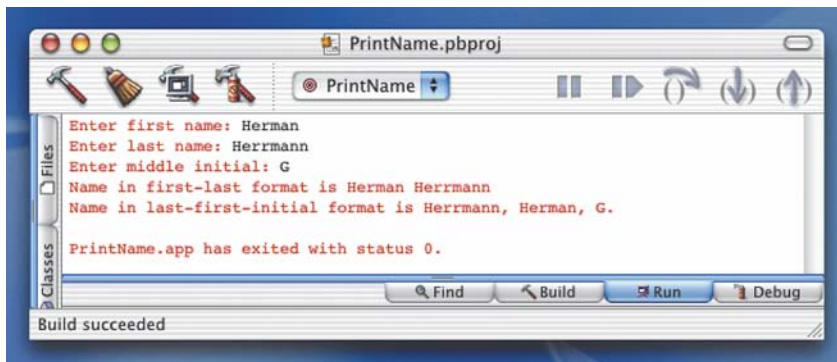 PrintName.pbproj
PrintName
Files
Classes
Enter first name: Herman
Enter last name: Herrmann
Enter middle initial: G
Name in first-last format is Herman Herrmann
Name in last-first-initial format is Herrmann, Herman, G.
PrintName.app has exited with status 0.
Find
Build
Run
Debug
Build succeeded